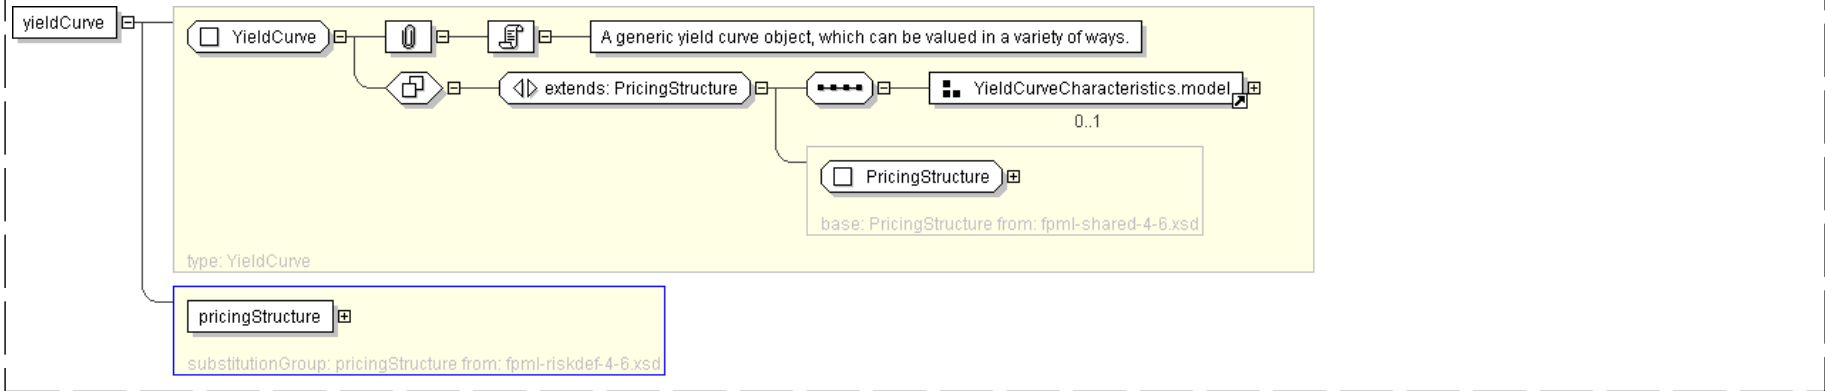 yieldCurve
YieldCurve
A generic yield curve object, which can be valued in a variety of ways.
extends: PricingStructure
YieldCurveCharacteristics.model
0..1
PricingStructure
base: PricingStructure from: fpml-shared-4-6.xsd
type: YieldCurve
pricingStructure
substitutionGroup: pricingStructure from: fpml-riskdef-4-6.xsd